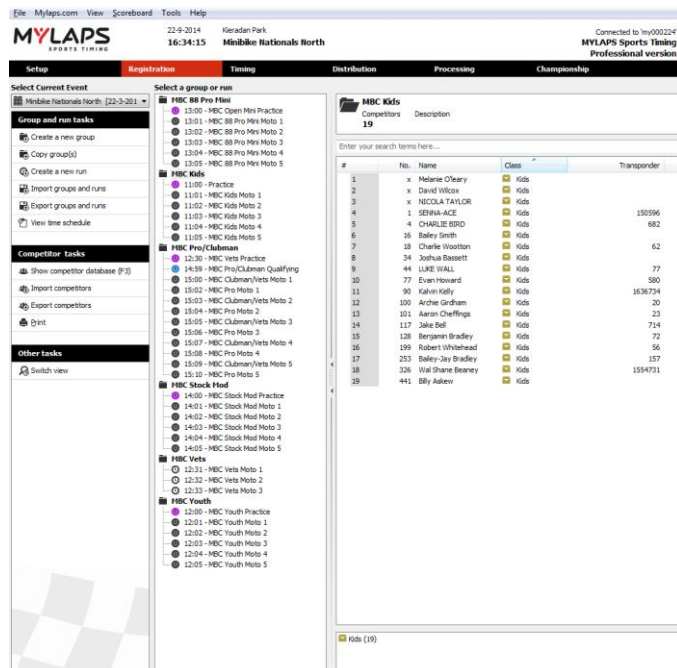 File Mylaps.com View Scoreboard Tools Help
MYLAPS
SPORTS TIMING
22-9-2014 Kieradan Park
16:34:15 Minibike Nationals North
Connected to 'my000224'
MYLAPS Sports Timing
Professional version
Setup Registration Timing Distribution Processing Championship
Select Current Event
Minibike Nationals North [22-3-201
Group and run tasks
Create a new group
Copy group(s)
Create a new run
Import groups and runs
Export groups and runs
View time schedule
Competitor tasks
Show competitor database (F3)
Import competitors
Export competitors
Print
Other tasks
Switch view
Select a group or run
MBC 88 Pro Mini
13:00 - MBC Open Mini Practice
13:01 - MBC 88 Pro Mini Moto 1
13:02 - MBC 88 Pro Mini Moto 2
13:03 - MBC 88 Pro Mini Moto 3
13:04 - MBC 88 Pro Mini Moto 4
13:05 - MBC 88 Pro Mini Moto 5
MBC Kids
11:00 - Practice
11:01 - MBC Kids Moto 1
11:02 - MBC Kids Moto 2
11:03 - MBC Kids Moto 3
11:04 - MBC Kids Moto 4
11:05 - MBC Kids Moto 5
MBC Pro/Clubman
12:30 - MBC Vets Practice
14:59 - MBC Pro/Clubman Qualifying
15:00 - MBC Clubman/Vets Moto 1
15:02 - MBC Pro Moto 1
15:03 - MBC Clubman/Vets Moto 2
15:04 - MBC Pro Moto 2
15:05 - MBC Clubman/Vets Moto 3
15:06 - MBC Pro Moto 3
15:07 - MBC Clubman/Vets Moto 4
15:08 - MBC Pro Moto 4
15:09 - MBC Clubman/Vets Moto 5
15:10 - MBC Pro Moto 5
MBC Stock Mod
14:00 - MBC Stock Mod Practice
14:01 - MBC Stock Mod Moto 1
14:02 - MBC Stock Mod Moto 2
14:03 - MBC Stock Mod Moto 3
14:04 - MBC Stock Mod Moto 4
14:05 - MBC Stock Mod Moto 5
MBC Vets
12:31 - MBC Vets Moto 1
12:32 - MBC Vets Moto 2
12:33 - MBC Vets Moto 3
MBC Youth
12:00 - MBC Youth Practice
12:01 - MBC Youth Moto 1
12:02 - MBC Youth Moto 2
12:03 - MBC Youth Moto 3
12:04 - MBC Youth Moto 4
12:05 - MBC Youth Moto 5
MBC Kids
Competitors Description
19
Enter your search terms here...
# No. Name Class Transponder
1 x Melanie O'leary Kids
2 x David Wilcox Kids
3 x NICOLA TAYLOR Kids
4 1 SENNA-ACE Kids 150596
5 4 CHARLIE BIRD Kids 682
6 16 Bailey Smith Kids
7 18 Charlie Wootton Kids 62
8 34 Joshua Bassett Kids
9 44 LUKE WALL Kids 77
10 77 Evan Howard Kids 580
11 90 Kalvin Kelly Kids 1636734
12 100 Archie Girdham Kids 20
13 101 Aaron Cheffings Kids 23
14 117 Jake Bell Kids 714
15 128 Benjamin Bradley Kids 72
16 199 Robert Whitehead Kids 56
17 253 Bailey-Jay Bradley Kids 157
18 326 Wal Shane Beaney Kids 1554731
19 441 Billy Askew Kids
Kids (19)